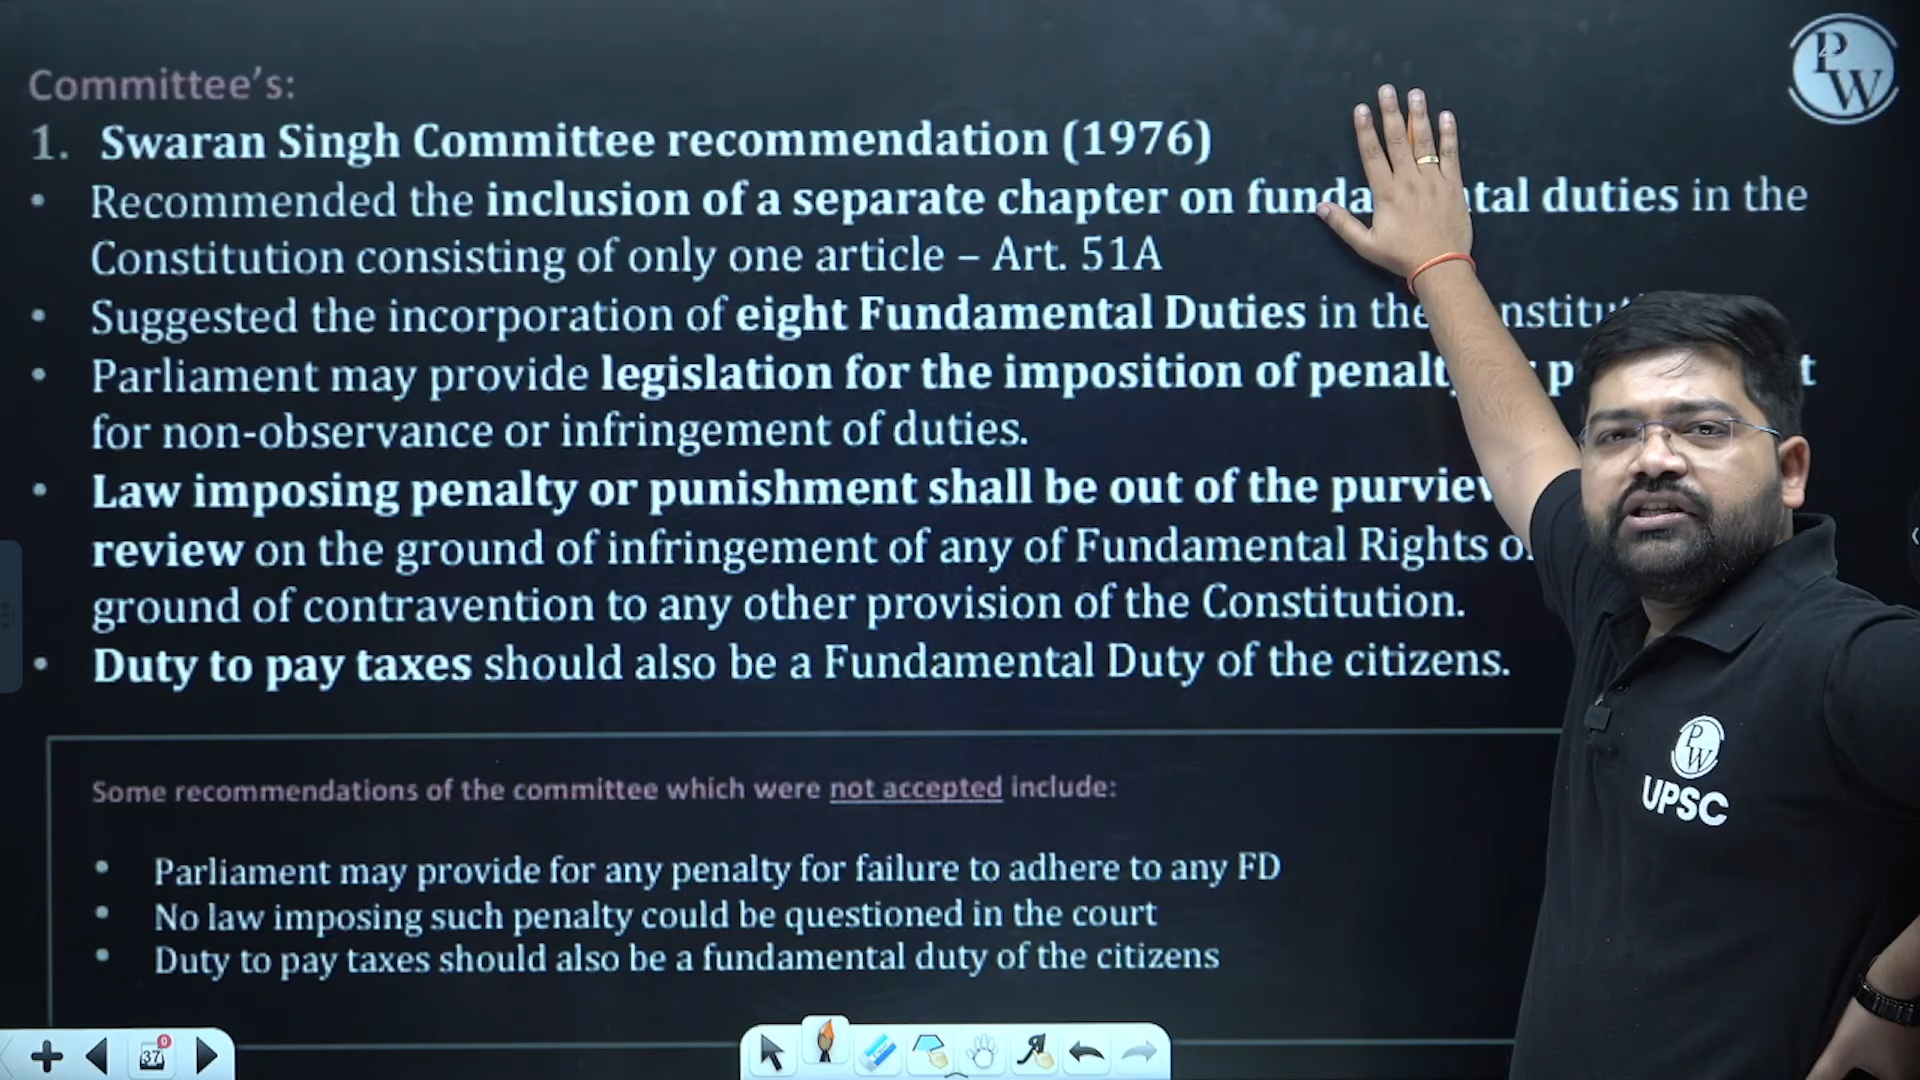 PW
Committee's:
1. Swaran Singh Committee recommendation (1976)
• Recommended the inclusion of a separate chapter on funda tal duties in the
Constitution consisting of only one article – Art. 51A
• Suggested the incorporation of eight Fundamental Duties in the nstitu
• Parliament may provide legislation for the imposition of penalt p t
for non-observance or infringement of duties.
• Law imposing penalty or punishment shall be out of the purview
review on the ground of infringement of any of Fundamental Rights o
ground of contravention to any other provision of the Constitution.
• Duty to pay taxes should also be a Fundamental Duty of the citizens.
Some recommendations of the committee which were not accepted include:
• Parliament may provide for any penalty for failure to adhere to any FD
• No law imposing such penalty could be questioned in the court
• Duty to pay taxes should also be a fundamental duty of the citizens
PW
UPSC
37
0